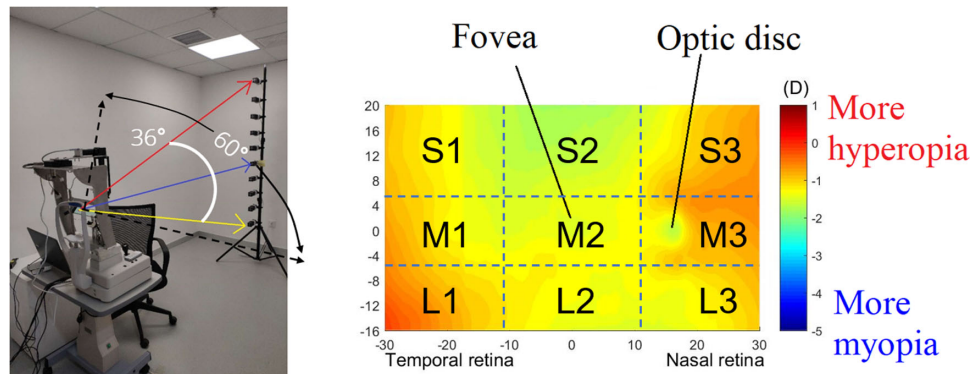 36°
60°
Fovea
Optic disc
(D)
More
hyperopia
More
myopia
20
16
12
8
4
0
-4
-8
-12
-16
S1 S2 S3
M1 M2 M3
L1 L2 L3
-30 -20 -10 0 10 20 30
Temporal retina
Nasal retina
1
0
-1
-2
-3
-4
-5